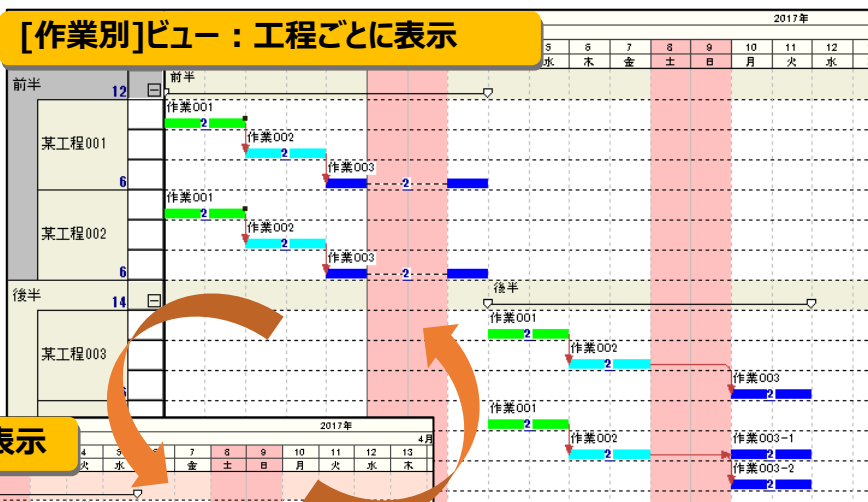 [作業別]ビュー：工程ごとに表示
2017年
5 6 7 8 9 10 11 12
水 木 金 土 日 月 火 水
前半
12
前半
作業001
2
作業002
2
某工程001
作業003
6
2
作業001
2
作業002
2
某工程002
作業003
6
2
後半
14
後半
作業001
2
作業002
2
某工程003
作業003
2
作業001
2
作業002
2
作業003-1
2
作業003-2
2
表示
2017年
4月
4 5 6 7 8 9 10 11 12 13
火 水 金 土 日 月 火 水 木